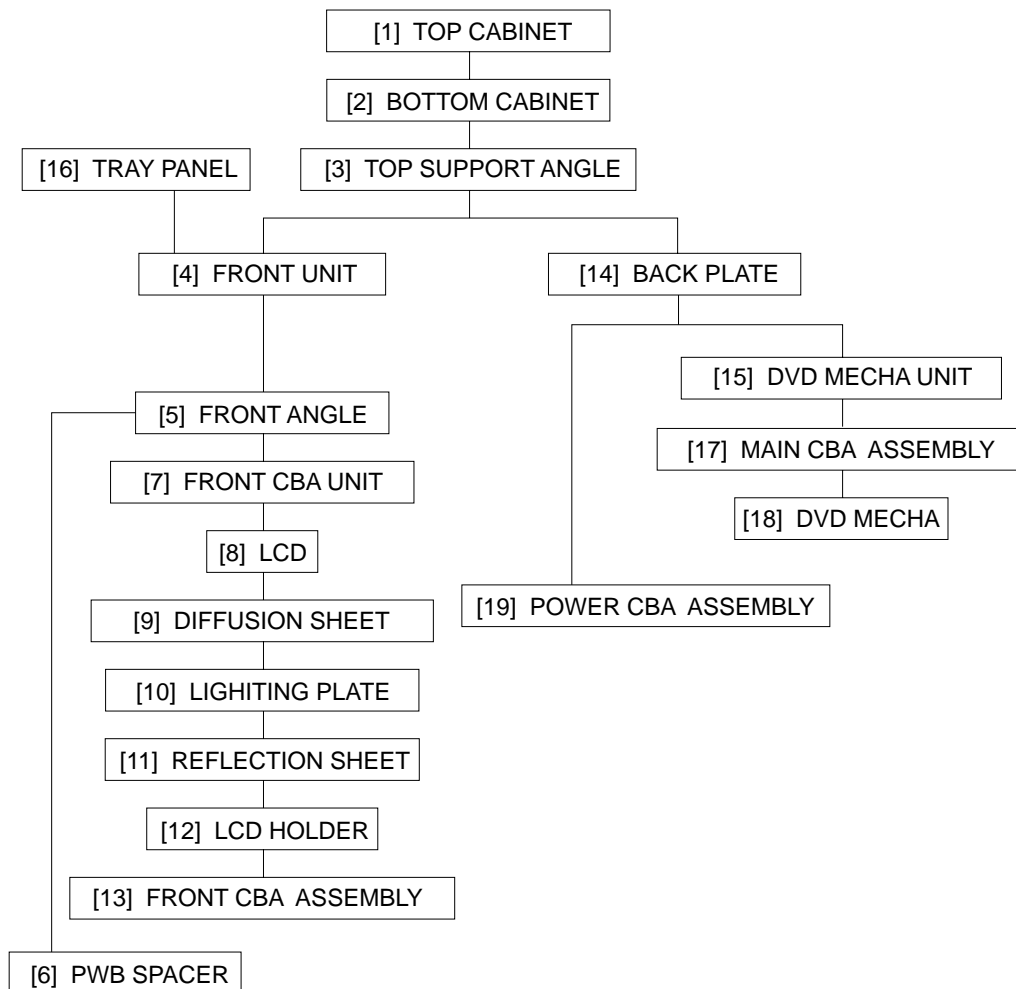 [1] TOP CABINET
[2] BOTTOM CABINET
[16] TRAY PANEL
[3] TOP SUPPORT ANGLE
[4] FRONT UNIT
[14] BACK PLATE
[15] DVD MECHA UNIT
[5] FRONT ANGLE
[17] MAIN CBA ASSEMBLY
[7] FRONT CBA UNIT
[18] DVD MECHA
[8] LCD
[19] POWER CBA ASSEMBLY
[9] DIFFUSION SHEET
[10] LIGHITING PLATE
[11] REFLECTION SHEET
[12] LCD HOLDER
[13] FRONT CBA ASSEMBLY
[6] PWB SPACER